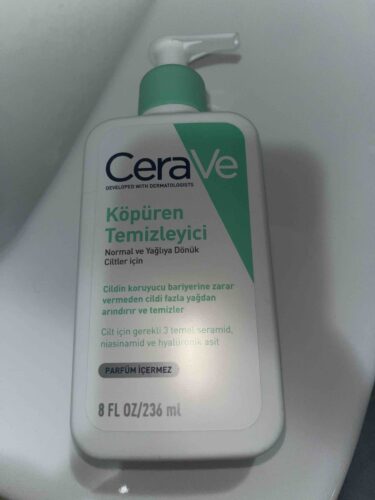 CeraVe
DEVELOPED WITH DERMATOLOGISTS
Köpüren
Temizleyici
Normal ve Yağlıya Dönük
Ciltler için
Cildin koruyucu bariyerine zarar
vermeden cildi fazla yağdan
arındırır ve temizler
Cilt için gerekli 3 temel seramid,
niasinamid ve hyalüronik asit
PARFÜM İÇERMEZ
8 FL OZ/236 ml